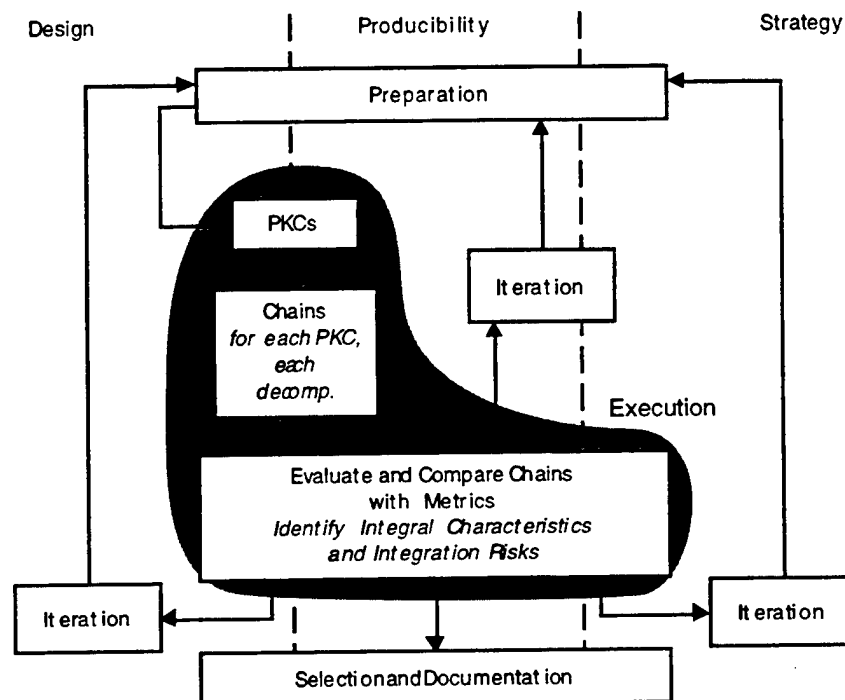 Design
Producibility
Strategy
Preparation
PKCs
Chains
for each PKC,
each
decomp.
Iteration
Execution
Evaluate and Compare Chains
with Metrics
Identify Integral Characteristics
and Integration Risks
Iteration
Iteration
Selection and Documentation